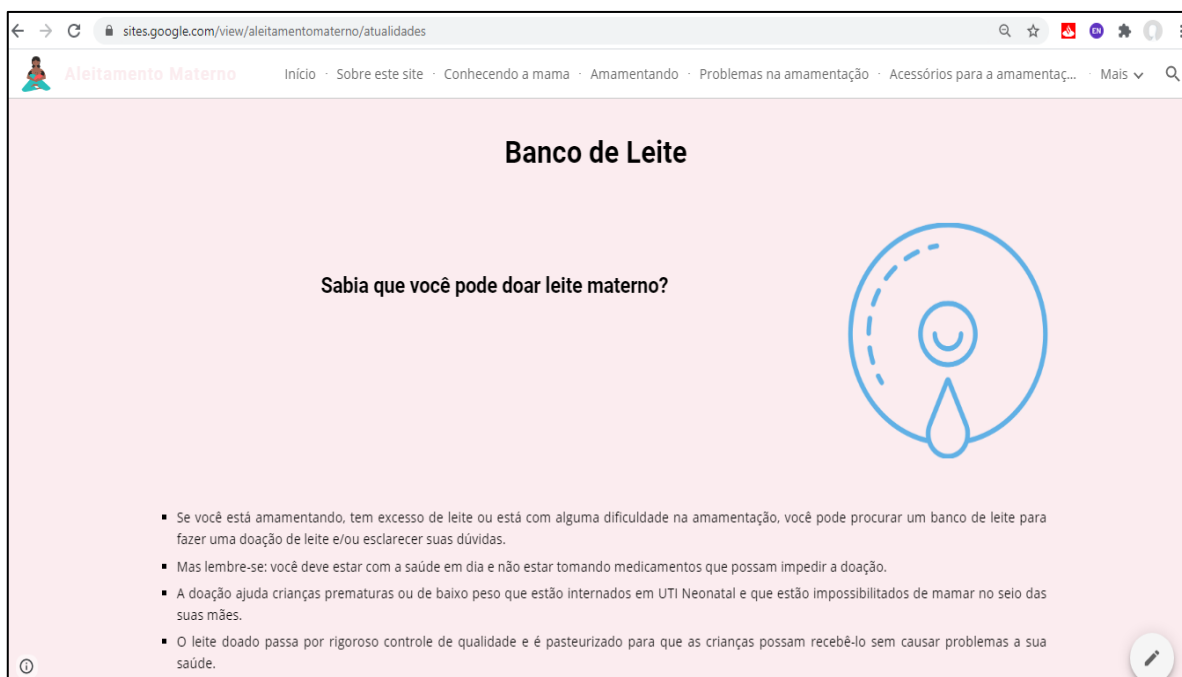 sites.google.com/view/aleitamentomaterno/atualidades
EN
Aleitamento Materno
Início · Sobre este site · Conhecendo a mama · Amamentando · Problemas na amamentação · Acessórios para a amamentaç... · Mais
Banco de Leite
Sabia que você pode doar leite materno?
▪ Se você está amamentando, tem excesso de leite ou está com alguma dificuldade na amamentação, você pode procurar um banco de leite para
fazer uma doação de leite e/ou esclarecer suas dúvidas.
▪ Mas lembre-se: você deve estar com a saúde em dia e não estar tomando medicamentos que possam impedir a doação.
▪ A doação ajuda crianças prematuras ou de baixo peso que estão internados em UTI Neonatal e que estão impossibilitados de mamar no seio das
suas mães.
▪ O leite doado passa por rigoroso controle de qualidade e é pasteurizado para que as crianças possam recebê-lo sem causar problemas a sua
saúde.